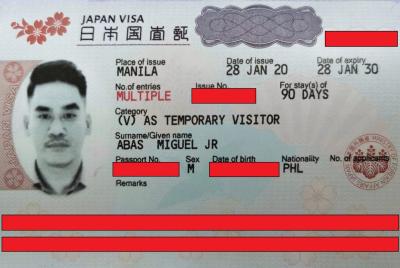 JAPAN VISA
日本国査証
Place of issue Date of issue Date of expiry
MANILA 28 JAN 20 28 JAN 30
No.of entries Issue No. For stay(s) of
MULTIPLE 90 DAYS
Category
(V) AS TEMPORARY VISITOR
Surname/Given name
ABAS MIGUEL JR
Passport No. Sex Date of birth Nationality No. of applicants
M PHL
Remarks